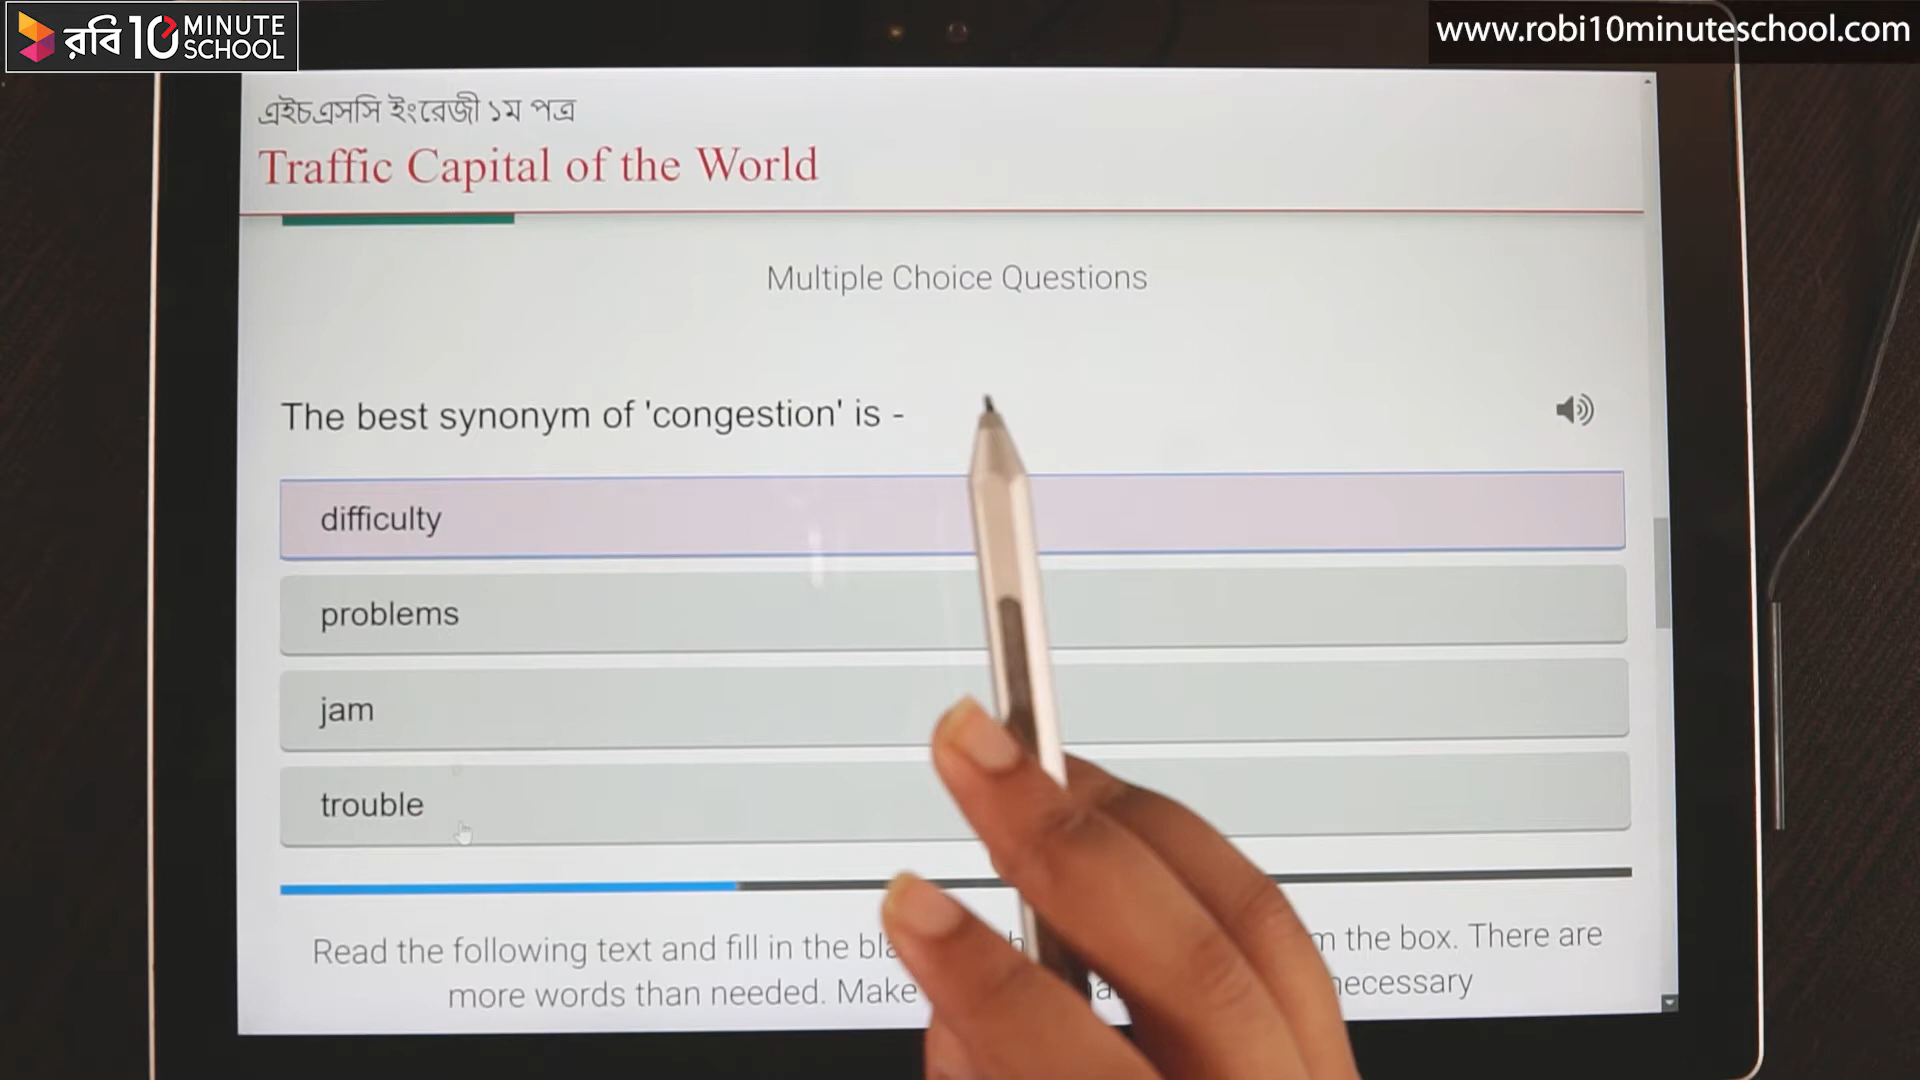 রবি 10 MINUTE SCHOOL
www.robi10minuteschool.com
এইচএসসি ইংরেজী ১ম পত্র
Traffic Capital of the World
Multiple Choice Questions
The best synonym of 'congestion' is -
difficulty
problems
jam
trouble
Read the following text and fill in the the box. There are
more words than needed. Make necessary